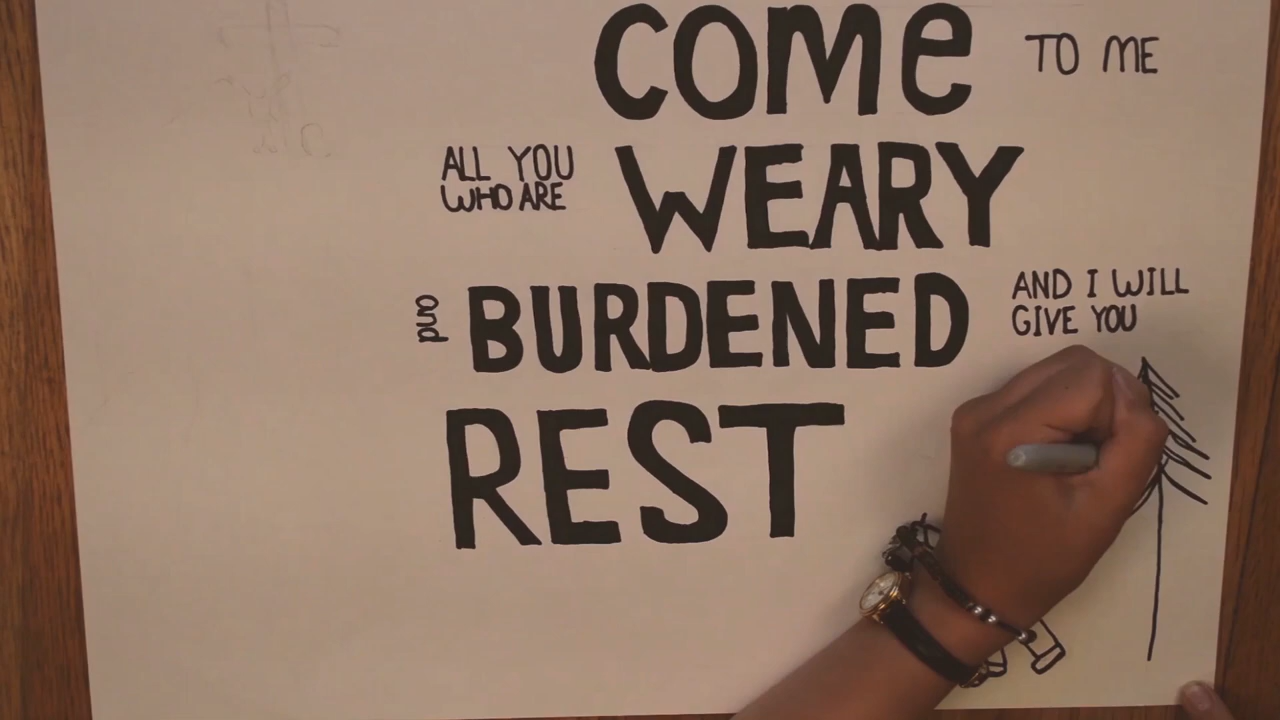 COMe TO ME
ALL YOU
WHO ARE
WEARY
and BURDENED
AND I WILL
GIVE YOU
REST